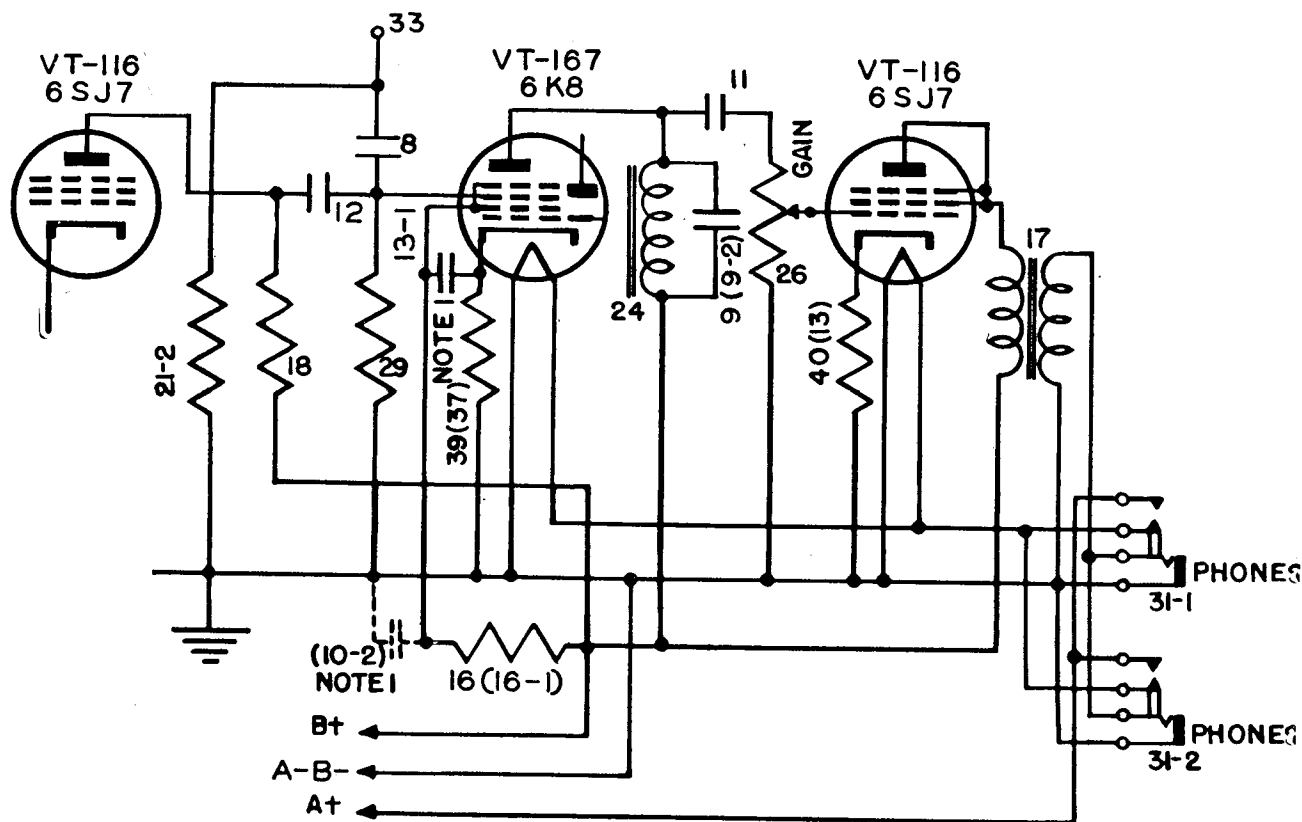 33
VT-116
6SJ7
VT-167
6K8
11
VT-116
6SJ7
8
GAIN
12
13-1
17
9(9-2)
26
24
21-2
18
29
NOTE 1
39(37)
40(13)
PHONES
31-1
(10-2)
NOTE 1
16(16-1)
B+
PHONES
31-2
A-B-
A+